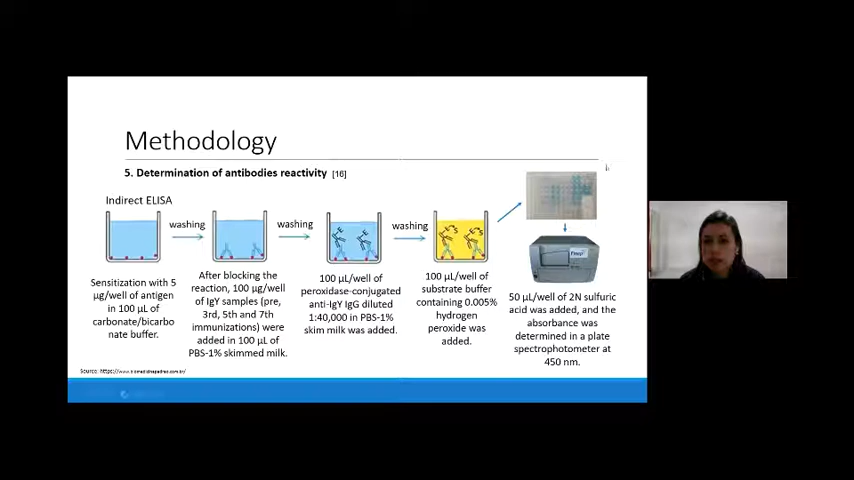 Methodology
5. Determination of antibodies reactivity [16]
Indirect ELISA
washing
washing
washing
Sensitization with 5
µg/well of antigen
in 100 µL of
carbonate/bicarbo
nate buffer.
After blocking the
reaction, 100 µg/well
of IgY samples (pre,
3rd, 5th and 7th
immunizations) were
added in 100 µL of
PBS-1% skimmed milk.
100 µL/well of
peroxidase-conjugated
anti-IgY IgG diluted
1:40,000 in PBS-1%
skim milk was added.
100 µL/well of
substrate buffer
containing 0.005%
hydrogen
peroxide was
added.
50 µL/well of 2N sulfuric
acid was added, and the
absorbance was
determined in a plate
spectrophotometer at
450 nm.